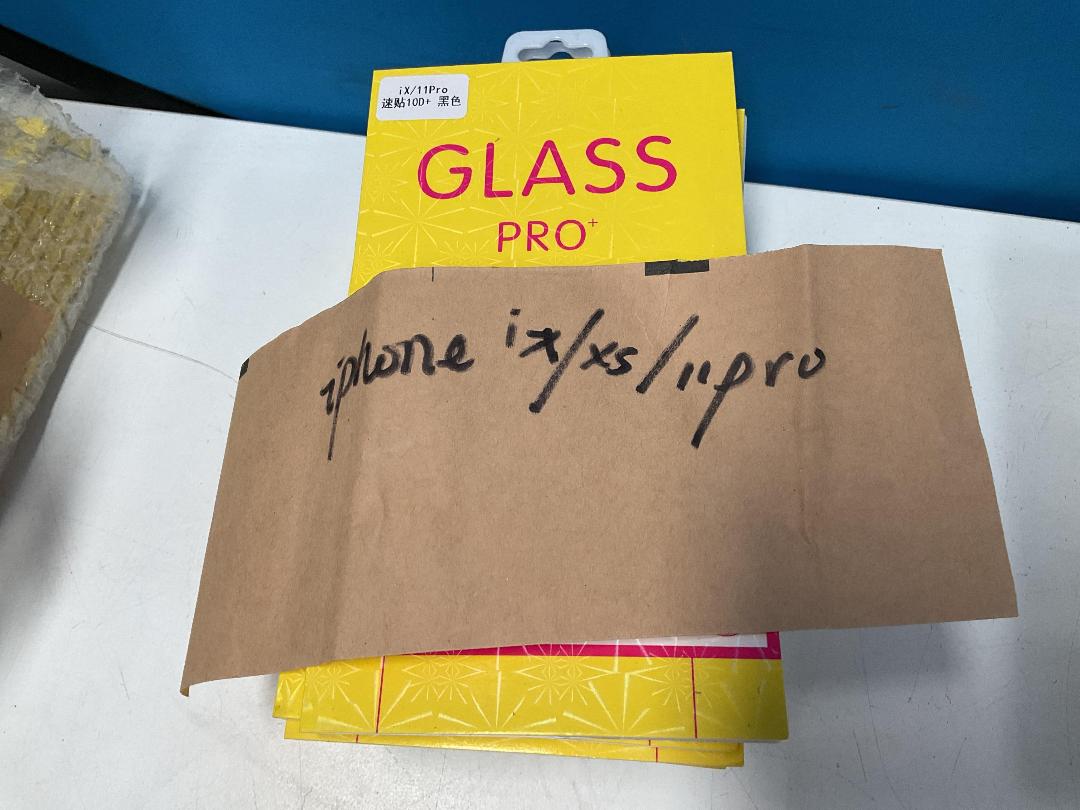 iX/11Pro
速贴10D+ 黑色
GLASS
PRO+
iphone ix/xs/11pro